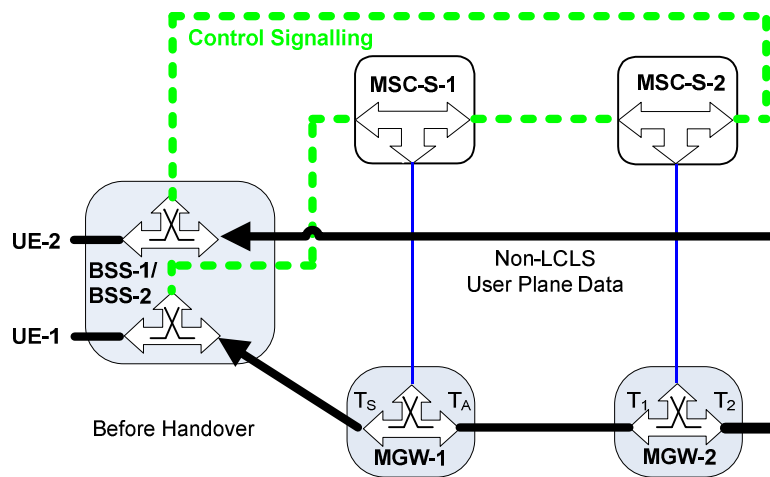 Control Signalling
MSC-S-1
MSC-S-2
UE-2
BSS-1/
BSS-2
Non-LCLS
User Plane Data
UE-1
Before Handover
TS
TA
T1
T2
MGW-1
MGW-2